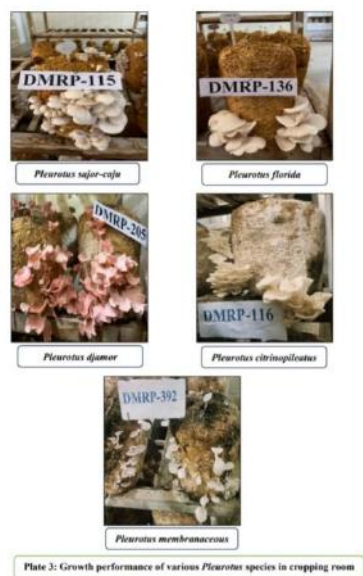 DMRP-115
DMRP-136
Pleurotus sajor-caju
Pleurotus florida
DMRP-205
DMRP-116
Pleurotus djamor
Pleurotus citrinopileatus
DMRP-392
Pleurotus membranaceous
Plate 3: Growth performance of various Pleurotus species in cropping room